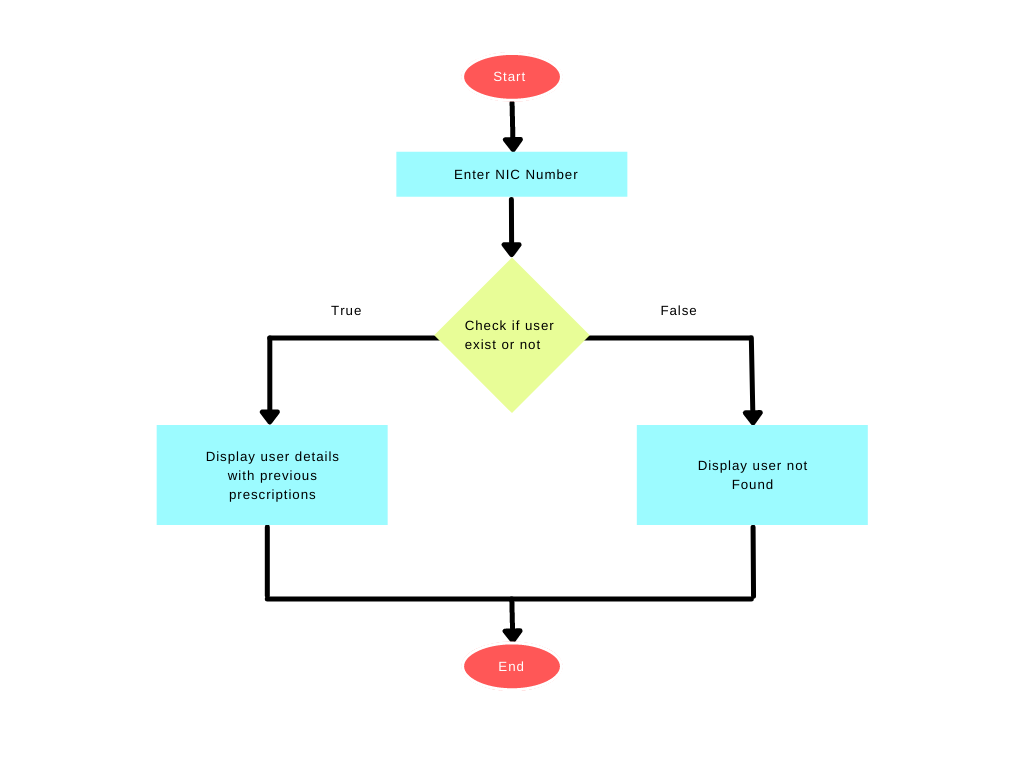 Start
Enter NIC Number
True
False
Check if user
exist or not
Display user details
with previous
prescriptions
Display user not
Found
End